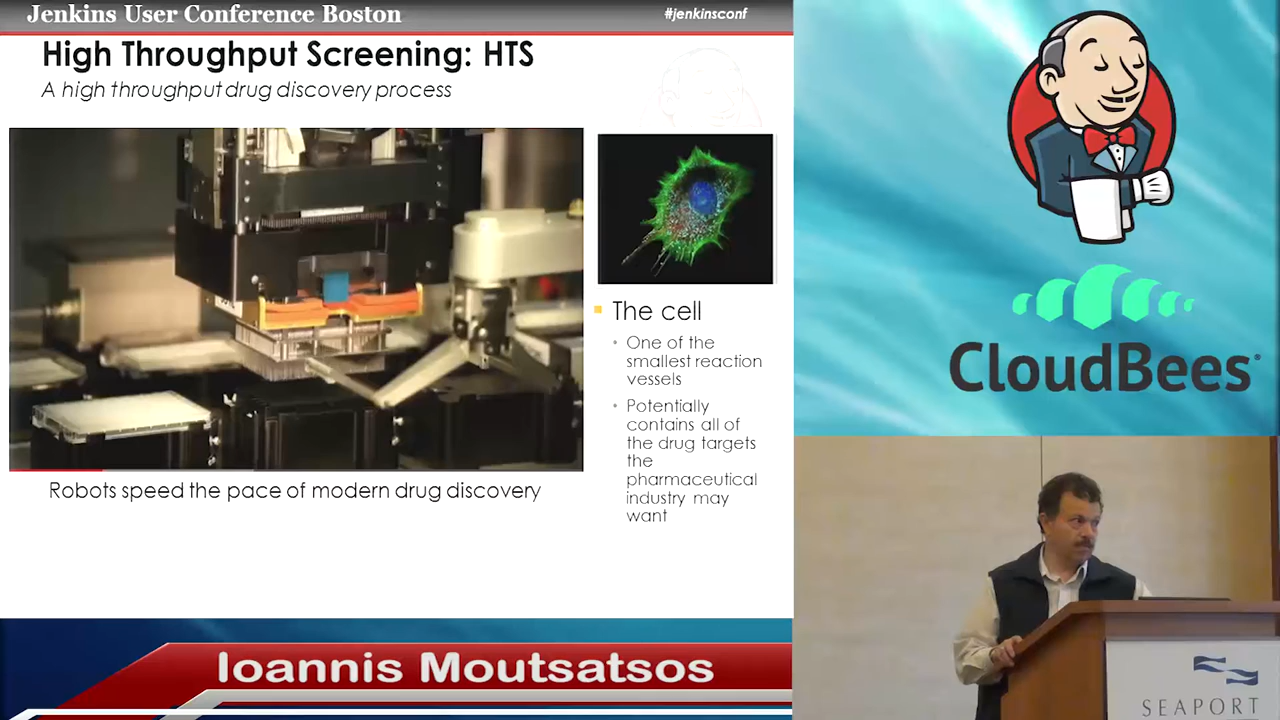 Jenkins User Conference Boston
#jenkinsconf
High Throughput Screening: HTS
A high throughput drug discovery process
The cell
One of the
smallest reaction
vessels
Potentially
contains all of
the drug targets
the
pharmaceutical
industry may
want
Robots speed the pace of modern drug discovery
Ioannis Moutsatsos
CloudBees
SEAPORT